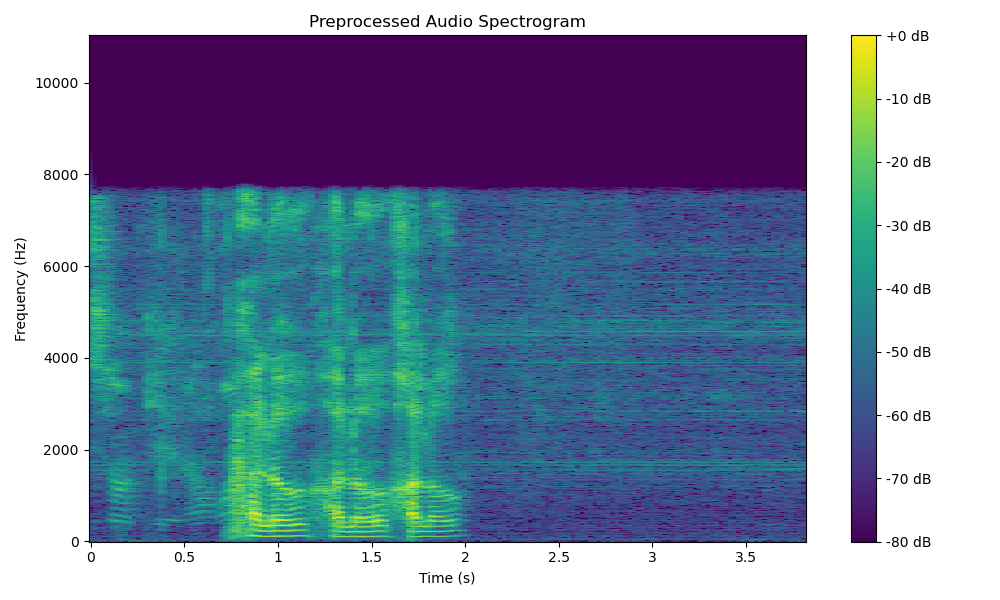 Preprocessed Audio Spectrogram
Frequency (Hz)
10000
8000
6000
4000
2000
0
0
0.5
1
1.5
2
2.5
3
3.5
Time (s)
+0 dB
-10 dB
-20 dB
-30 dB
-40 dB
-50 dB
-60 dB
-70 dB
-80 dB